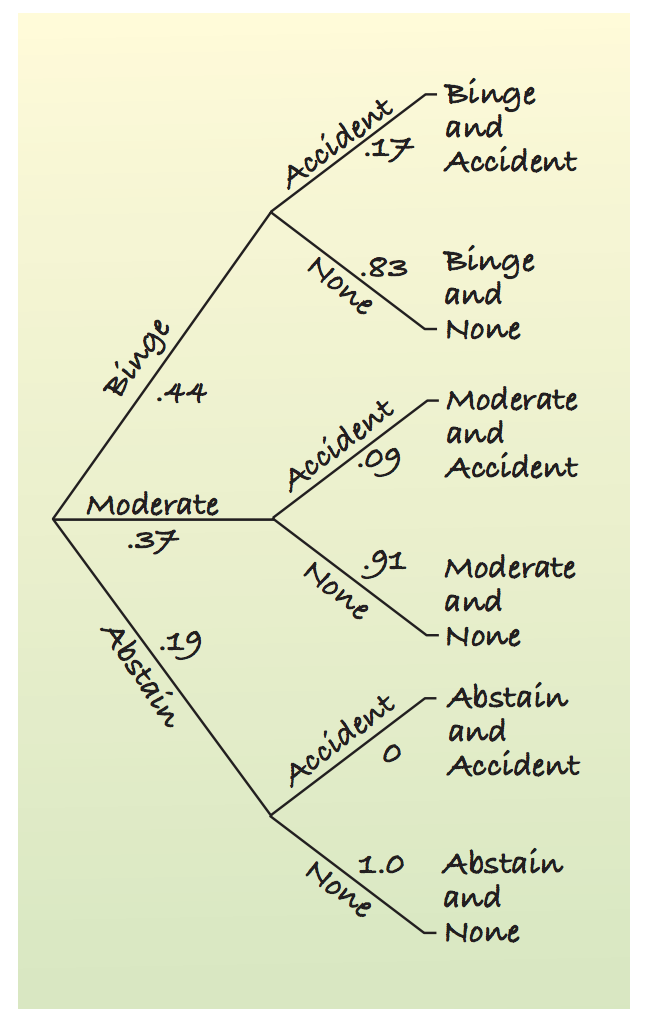 Accident
.17
Binge
and
Accident
None
.83
Binge
and
None
Binge
.44
Accident
.09
Moderate
and
Accident
Moderate
.37
None
.91
Moderate
and
None
Abstain
.19
Accident
0
Abstain
and
Accident
None
1.0
Abstain
and
None